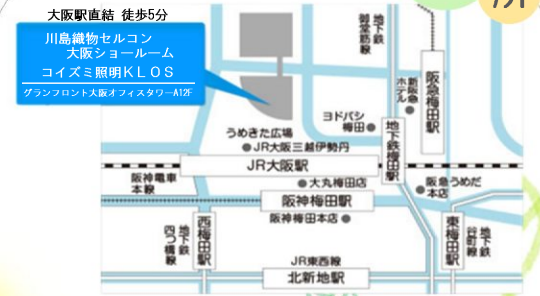 大阪駅直結 徒歩5分
川島織物セルコン
大阪ショールーム
コイズミ照明KLOS
グランフロント大阪オフィスタワーA12F
地下鉄
御堂筋線
阪急梅田駅
新阪急
ホテル
ヨドバシ
梅田
地下鉄梅田駅
うめきた広場
JR大阪三越伊勢丹
JR大阪駅
阪神電車
本線
大丸梅田店
阪急うめだ
本店
阪神梅田駅
阪神梅田本店
西梅田駅
地下鉄
四つ橋線
東梅田駅
地下鉄
谷町線
JR東西線
北新地駅